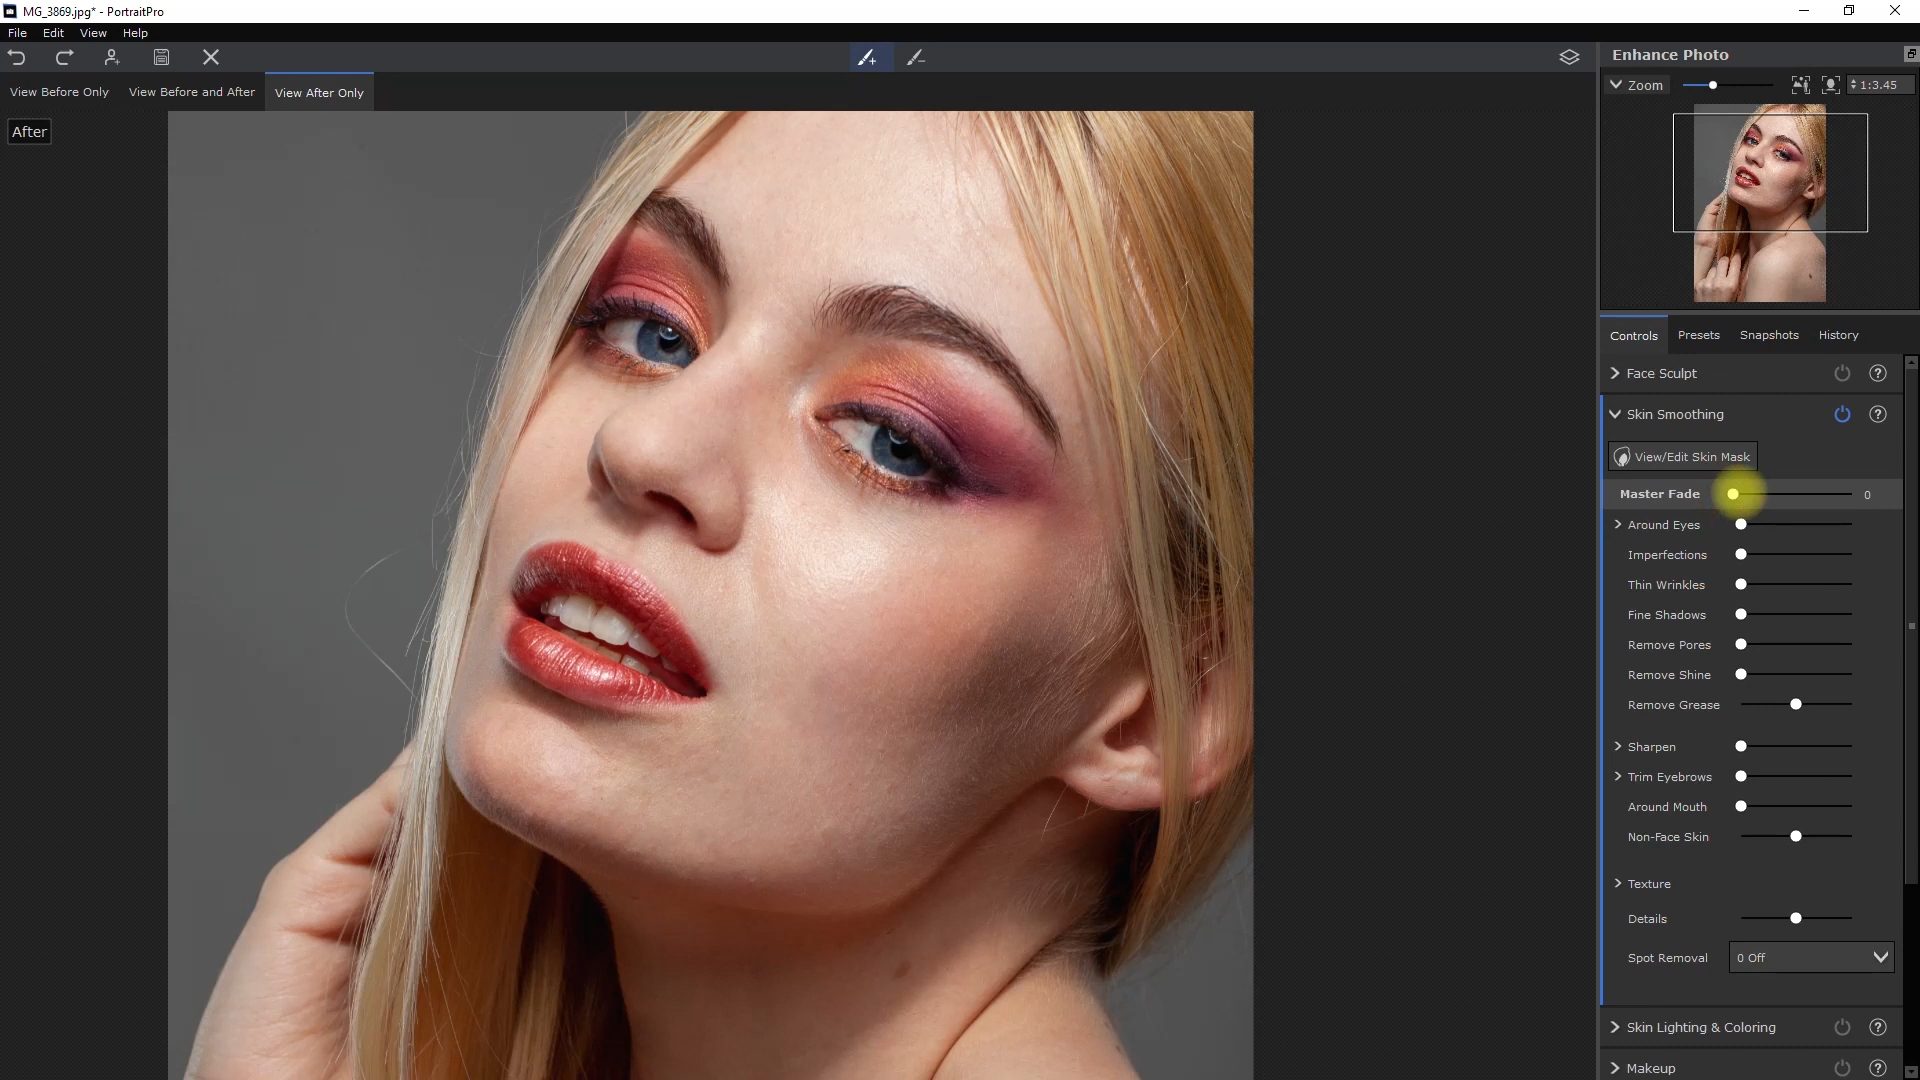 MG_3869.jpg* - PortraitPro
File Edit View Help
View Before Only View Before and After View After Only
After
Enhance Photo
Zoom 1:3.45
Controls Presets Snapshots History
Face Sculpt ?
Skin Smoothing ?
View/Edit Skin Mask
Master Fade 0
Around Eyes
Imperfections
Thin Wrinkles
Fine Shadows
Remove Pores
Remove Shine
Remove Grease
Sharpen
Trim Eyebrows
Around Mouth
Non-Face Skin
Texture
Details
Spot Removal 0 Off
Skin Lighting & Coloring ?
Makeup ?